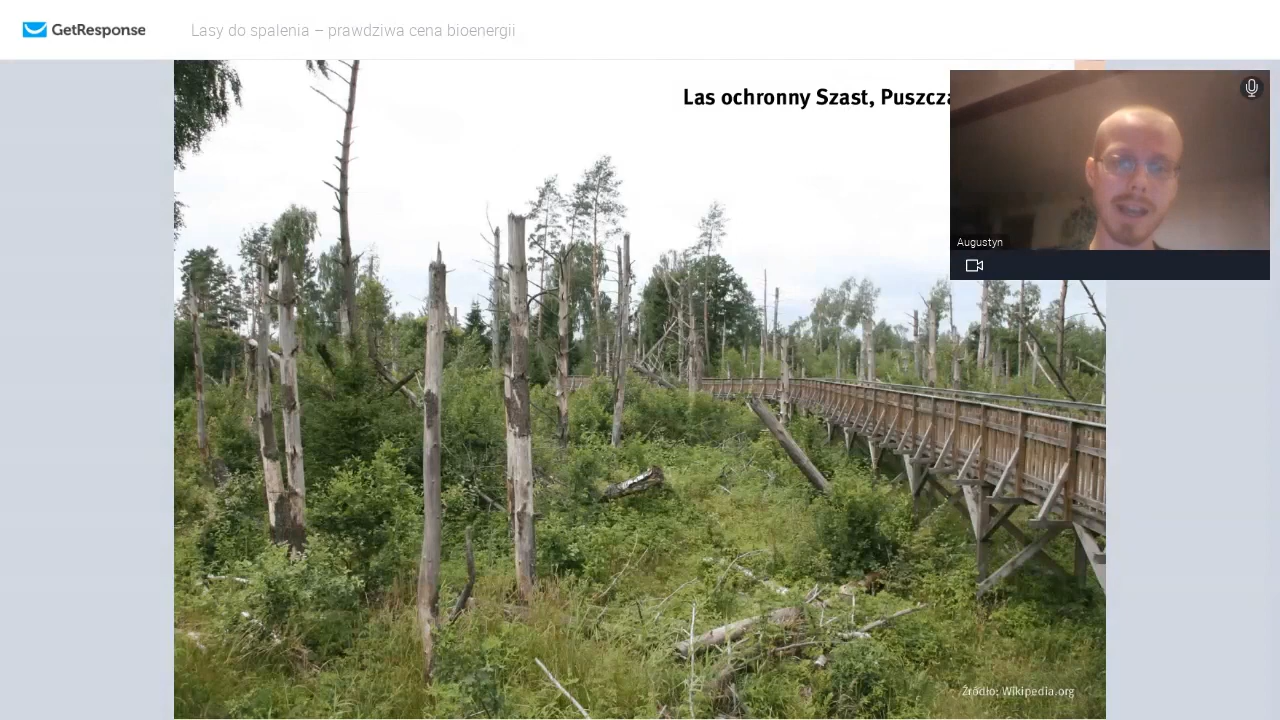 GetResponse
Lasy do spalenia – prawdziwa cena bioenergii
Las ochronny Szast, Puszcza
Augustyn
Źródło: Wikipedia.org